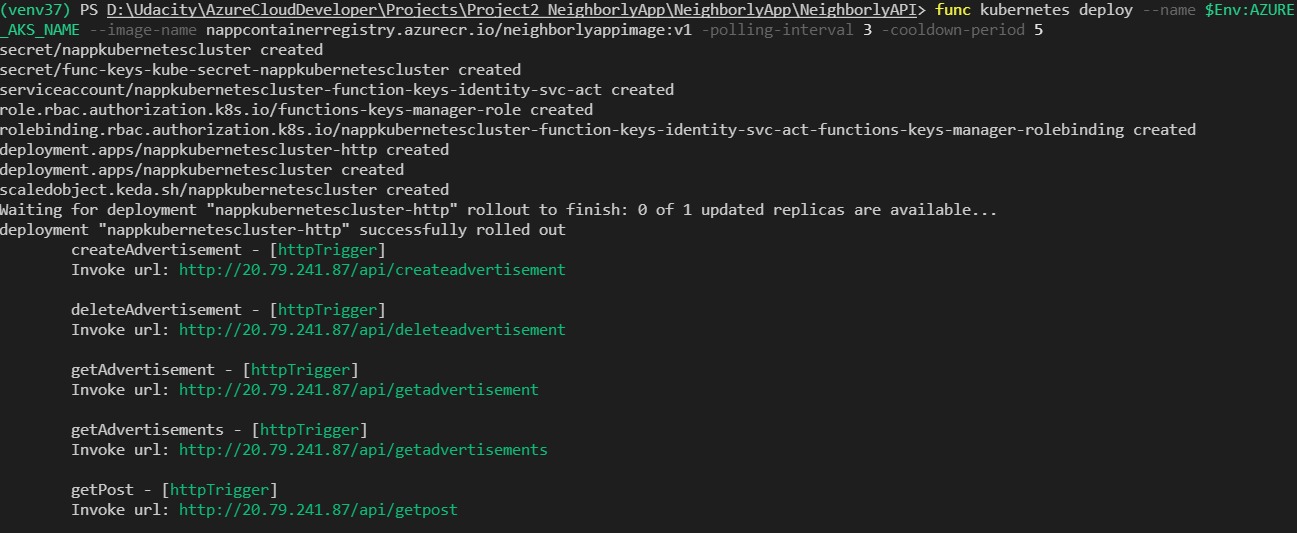 (venv37) PS D:\Udacity\AzureCloudDeveloper\Projects\Project2_NeighborlyApp\NeighborlyApp\NeighborlyAPI> func kubernetes deploy --name $Env:AZURE
_AKS_NAME --image-name nappcontainerregistry.azurecr.io/neighborlyappimage:v1 -polling-interval 3 -cooldown-period 5
secret/nappkubernetescluster created
secret/func-keys-kube-secret-nappkubernetescluster created
serviceaccount/nappkubernetescluster-function-keys-identity-svc-act created
role.rbac.authorization.k8s.io/functions-keys-manager-role created
rolebinding.rbac.authorization.k8s.io/nappkubernetescluster-function-keys-identity-svc-act-functions-keys-manager-rolebinding created
deployment.apps/nappkubernetescluster-http created
deployment.apps/nappkubernetescluster created
scaledobject.keda.sh/nappkubernetescluster created
Waiting for deployment "nappkubernetescluster-http" rollout to finish: 0 of 1 updated replicas are available...
deployment "nappkubernetescluster-http" successfully rolled out
createAdvertisement - [httpTrigger]
Invoke url: http://20.79.241.87/api/createadvertisement
deleteAdvertisement - [httpTrigger]
Invoke url: http://20.79.241.87/api/deleteadvertisement
getAdvertisement - [httpTrigger]
Invoke url: http://20.79.241.87/api/getadvertisement
getAdvertisements - [httpTrigger]
Invoke url: http://20.79.241.87/api/getadvertisements
getPost - [httpTrigger]
Invoke url: http://20.79.241.87/api/getpost